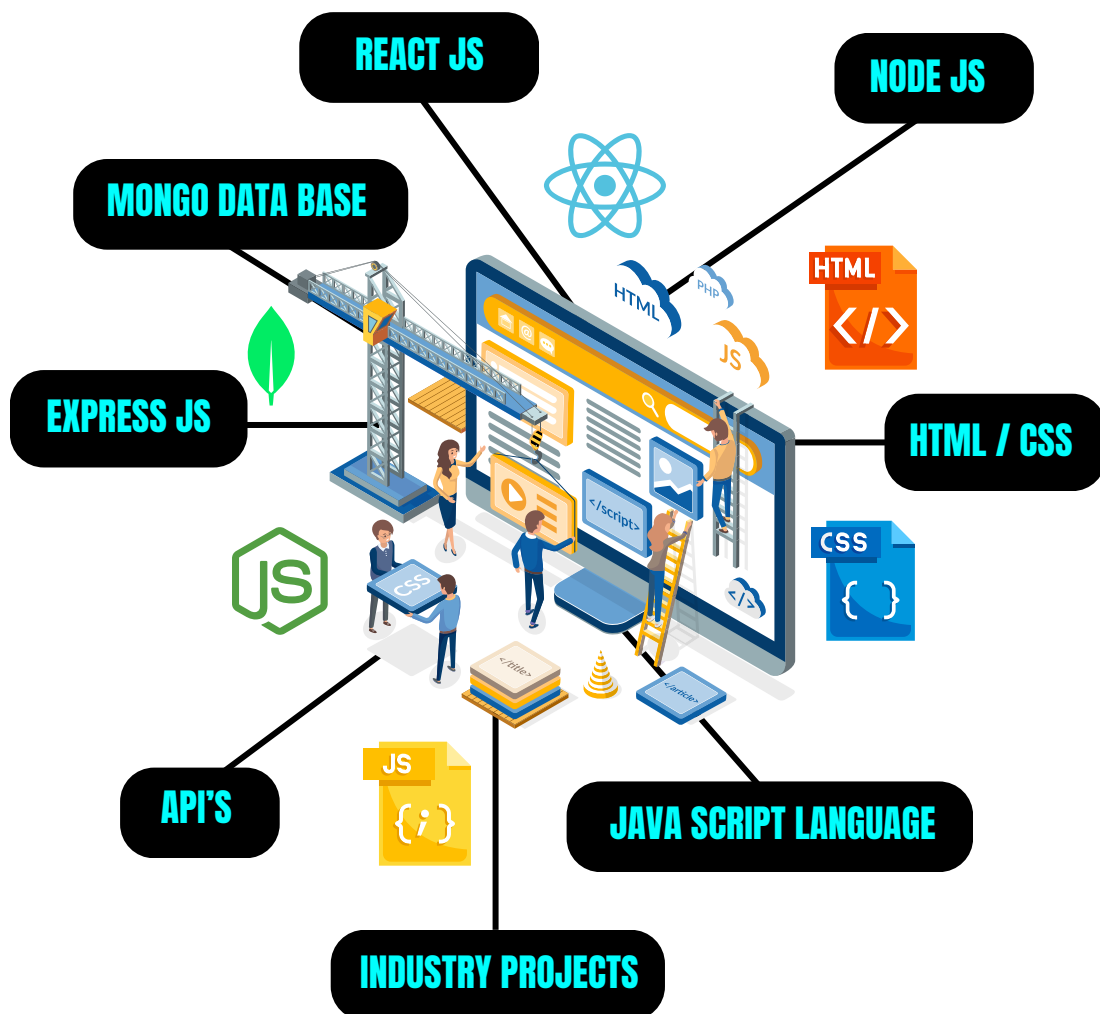 REACT JS
NODE JS
MONGO DATA BASE
HTML
HTML
PHP
JS
EXPRESS JS
HTML / CSS
</script>
CSS
JS
CSS
</>
</title>
</article>
JS
API'S
JAVA SCRIPT LANGUAGE
INDUSTRY PROJECTS